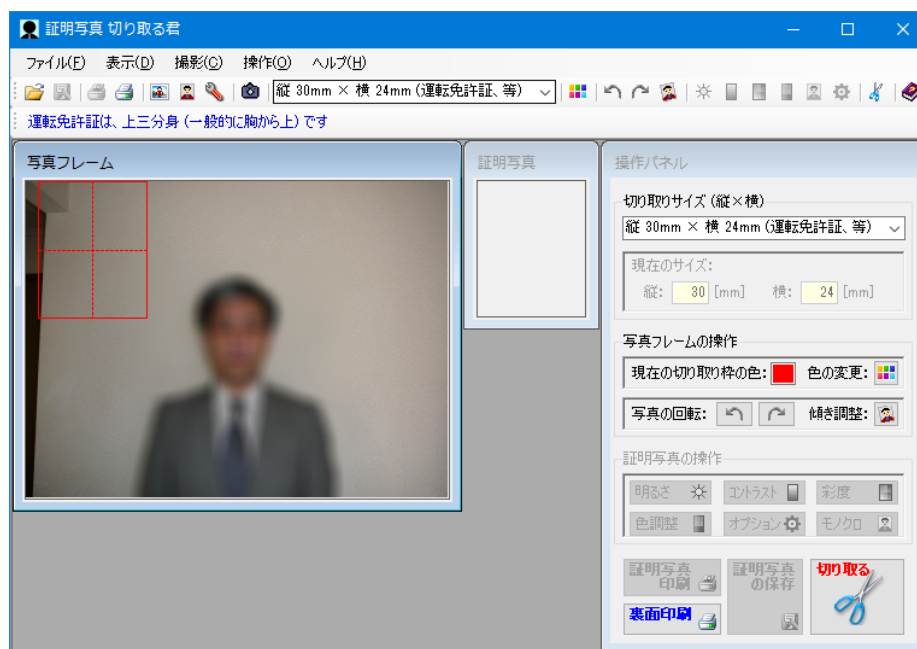 証明写真 切り取る君
ファイル(F) 表示(D) 撮影(C) 操作(O) ヘルプ(H)
縦 30mm × 横 24mm (運転免許証、等)
運転免許証は、上三分身 (一般的に胸から上) です
写真フレーム
証明写真
操作パネル
切り取りサイズ (縦×横)
縦 30mm × 横 24mm (運転免許証、等)
現在のサイズ:
縦: 30 [mm] 横: 24 [mm]
写真フレームの操作
現在の切り取り枠の色: 色の変更:
写真の回転: 傾き調整:
証明写真の操作
明るさ コントラスト 彩度
色調整 オプション モノクロ
証明写真
印刷
証明写真
の保存
切り取る
裏面印刷